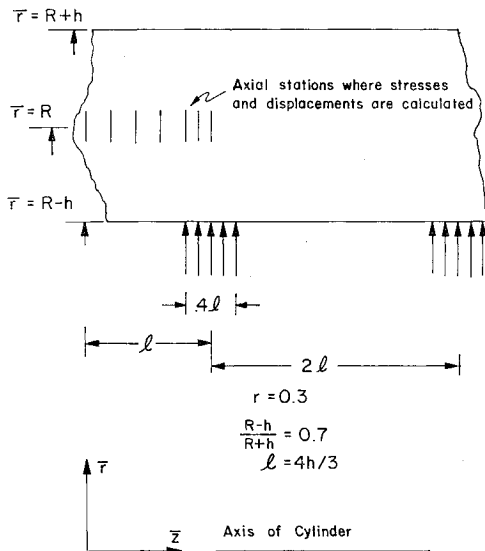 r̅ = R+h
Axial stations where stresses
and displacements are calculated
r̅ = R
r̅ = R-h
.4ℓ
ℓ
2ℓ
r = 0.3
R-h
R+h = 0.7
ℓ = 4h/3
r̅
z̅
Axis of Cylinder